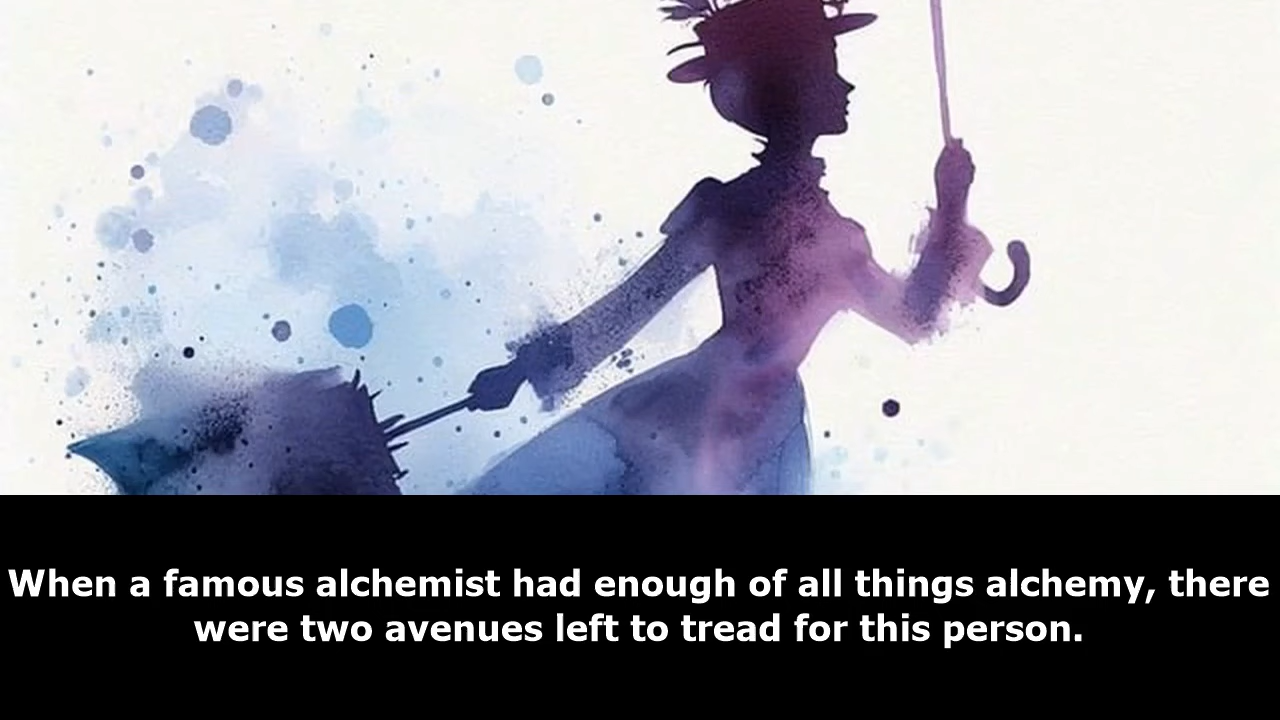 When a famous alchemist had enough of all things alchemy, there
were two avenues left to tread for this person.